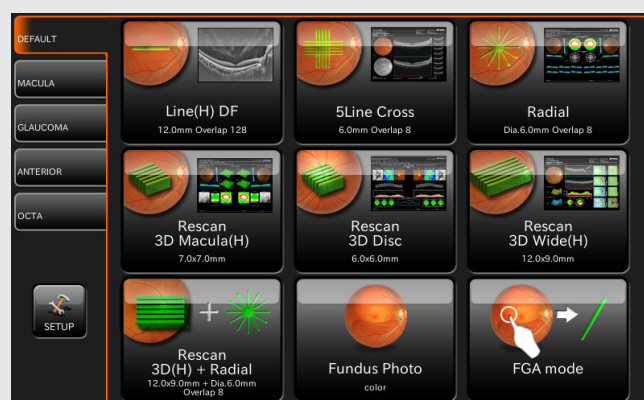 DEFAULT
MACULA
GLAUCOMA
ANTERIOR
OCTA
SETUP
Line(H) DF
12.0mm Overlap 128
5Line Cross
6.0mm Overlap 8
Radial
Dia.6.0mm Overlap 8
Rescan
3D Macula(H)
7.0x7.0mm
Rescan
3D Disc
6.0x6.0mm
Rescan
3D Wide(H)
12.0x9.0mm
Rescan
3D(H) + Radial
12.0x9.0mm + Dia.6.0mm
Overlap 8
Fundus Photo
color
FGA mode